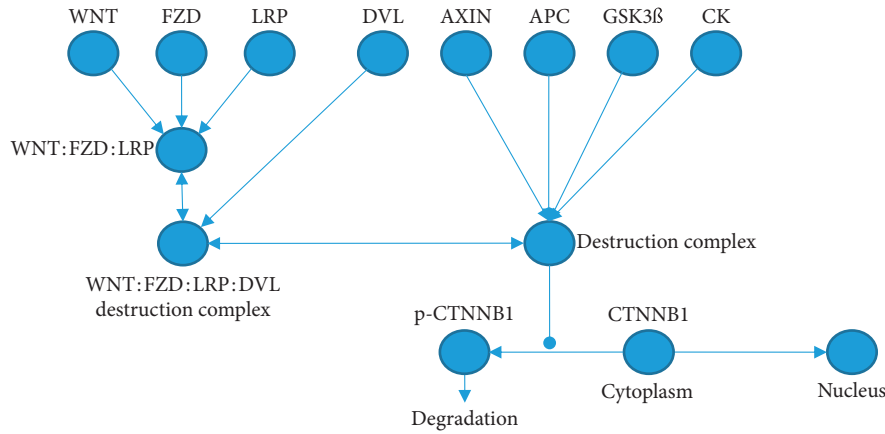 WNT
FZD
LRP
DVL
AXIN
APC
GSK3ß
CK
WNT:FZD:LRP
Destruction complex
WNT:FZD:LRP:DVL
destruction complex
p-CTNNB1
CTNNB1
Cytoplasm
Nucleus
Degradation